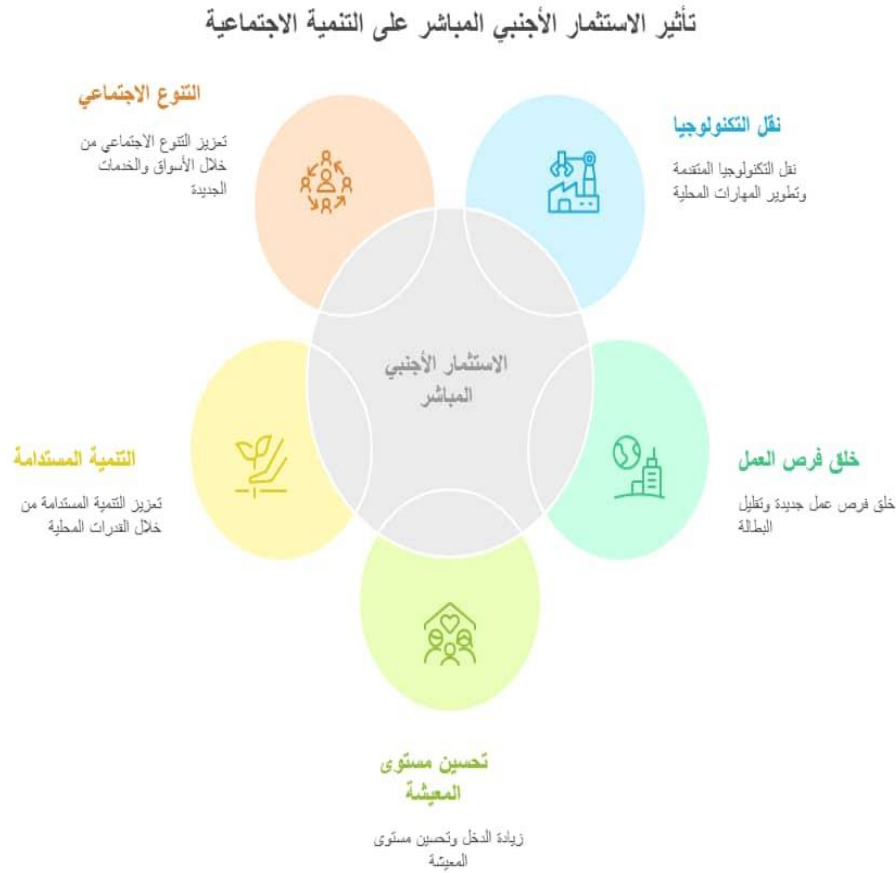 تأثير الاستثمار الأجنبي المباشر على التنمية الاجتماعية
نقل التكنولوجيا
نقل التكنولوجيا المتقدمة
وتطوير المهارات المحلية
التنوع الاجتماعي
تعزيز التنوع الاجتماعي من
خلال الأسواق والخدمات
الجديدة
الاستثمار الأجنبي
المباشر
خلق فرص العمل
خلق فرص عمل جديدة وتقليل
البطالة
التنمية المستدامة
تعزيز التنمية المستدامة من
خلال القدرات المحلية
تحسين مستوى
المعيشة
زيادة الدخل وتحسين مستوى
المعيشة